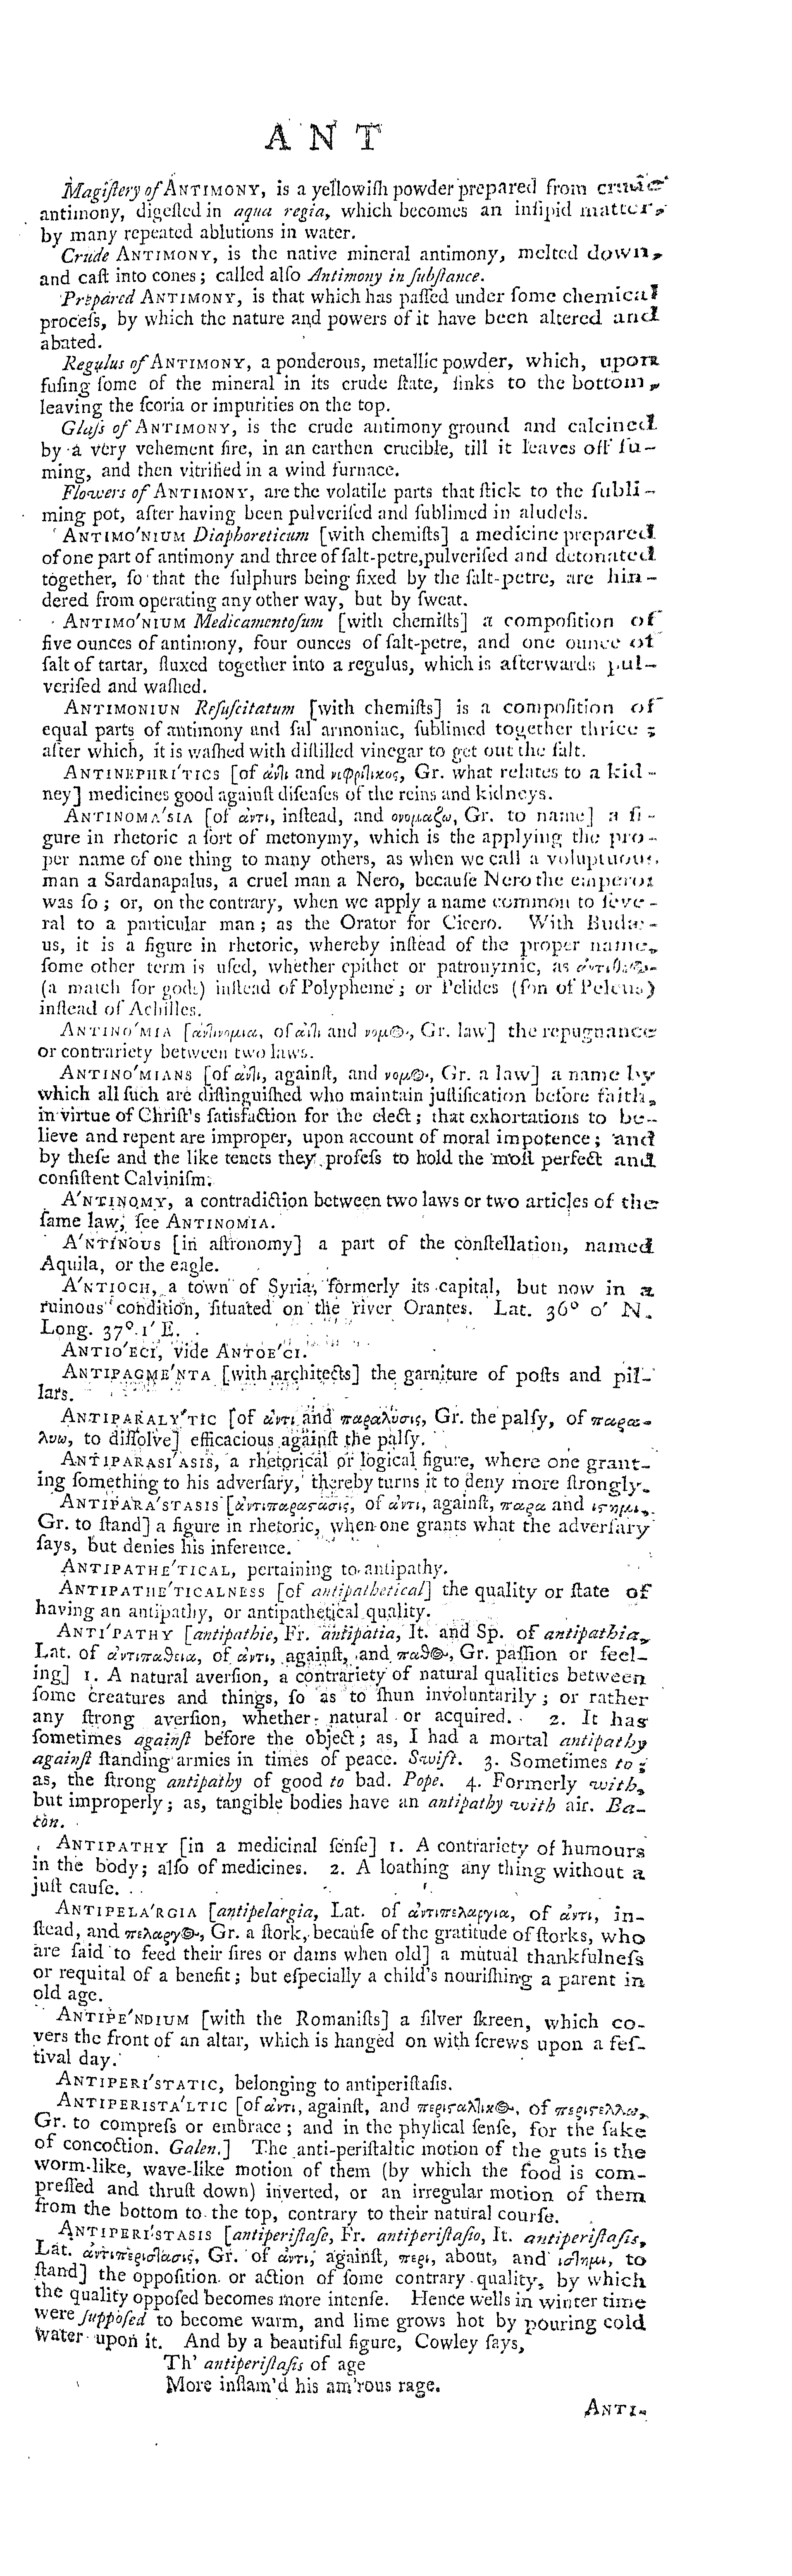 ANT
Magiſtery of ANTIMONY, is a yellowiſh powder prepared from crude
antimony, digeſted in aqua regia, which becomes an inſipid matter,
by many repeated ablutions in water.
Crude ANTIMONY, is the native mineral antimony, melted down,
and caſt into cones; called alſo Antimony in ſubſtance.
Prepared ANTIMONY, is that which has paſſed under ſome chemical
proceſs, by which the nature and powers of it have been altered and
abated.
Regulus of ANTIMONY, a ponderous, metallic powder, which, upon
fuſing ſome of the mineral in its crude ſtate, ſinks to the bottom,
leaving the ſcoria or impurities on the top.
Glaſs of ANTIMONY, is the crude antimony ground and calcined
by a very vehement fire, in an earthen crucible, till it leaves off fu-
ming, and then vitrified in a wind furnace.
Flowers of ANTIMONY, are the volatile parts that ſtick to the ſubli-
ming pot, after having been pulveriſed and ſublimed in aludels.
ANTIMO'NIUM Diaphoreticum [with chemiſts] a medicine prepared
of one part of antimony and three of ſalt-petre, pulveriſed and detonated
together, ſo that the ſulphurs being fixed by the ſalt-petre, are hin-
dered from operating any other way, but by ſweat.
ANTIMO'NIUM Medicamentoſum [with chemiſts] a compoſition of
five ounces of antimony, four ounces of ſalt-petre, and one ounce of
ſalt of tartar, fluxed together into a regulus, which is afterwards pul-
veriſed and waſhed.
ANTIMONIUN Reſuſcitatum [with chemiſts] is a compoſition of
equal parts of antimony and ſal armoniac, ſublimed together thrice;
after which, it is waſhed with diſtilled vinegar to get out the ſalt.
ANTINEPHRI'TICS [of ἀντι and νεφριτικος, Gr. what relates to a kid-
ney] medicines good againſt diſeaſes of the reins and kidneys.
ANTINOMA'SIA [of ἀντι, inſtead, and ονομαζω, Gr. to name] a fi-
gure in rhetoric a ſort of metonymy, which is the applying the pro-
per name of one thing to many others, as when we call a voluptuous
man a Sardanapalus, a cruel man a Nero, becauſe Nero the emperor
was ſo; or, on the contrary, when we apply a name common to ſeve-
ral to a particular man; as the Orator for Cicero. With Budæ-
us, it is a figure in rhetoric, whereby inſtead of the proper name,
ſome other term is uſed, whether epithet or patronymic, as ἀντιθεος
(a match for gods) inſtead of Polypheme; or Pelides (ſon of Peleus)
inſtead of Achilles.
ANTINO'MIA [ἀντινομια, of ἀντι and νομος, Gr. law] the repugnance
or contrariety between two laws.
ANTINO'MIANS [of ἀντι, againſt, and νομος, Gr. a law] a name by
which all ſuch are diſtinguiſhed who maintain juſtification before faith,
in virtue of Chriſt's ſatisfaction for the elect; that exhortations to be-
lieve and repent are improper, upon account of moral impotence; and
by theſe and the like tenets they profeſs to hold the moſt perfect and
conſiſtent Calviniſm.
A'NTINOMY, a contradiction between two laws or two articles of the
ſame law, ſee ANTINOMIA.
A'NTINOUS [in aſtronomy] a part of the conſtellation, named
Aquila, or the eagle.
A'NTIOCH, a town of Syria, formerly its capital, but now in a
ruinous condition, ſituated on the river Orantes. Lat. 36° 0' N.
Long. 37° 1' E.
ANTIO'ECI, vide ANTOE'CI.
ANTIPAGME'NTA [with architects] the garniture of poſts and pil-
lars.
ANTIPARALY'TIC [of ἀντι and παραλυσις, Gr. the palſy, of παρα-
λυω, to diſſolve] efficacious againſt the palſy.
ANTIPARASI'ASIS, a rhetorical or logical figure, where one grant-
ing ſomething to his adverſary, thereby turns it to deny more ſtrongly.
ANTIPARA'STASIS [ἀντιπαραςασις, of ἀντι, againſt, παρα and ιςημι,
Gr. to ſtand] a figure in rhetoric, when one grants what the adverſary
ſays, but denies his inference.
ANTIPATHE'TICAL, pertaining to antipathy.
ANTIPATHE'TICALNESS [of antipathetical] the quality or ſtate of
having an antipathy, or antipathetical quality.
ANTI'PATHY [antipathie, Fr. antipatia, It. and Sp. of antipathia,
Lat. of ἀντιπαθεια, of ἀντι, againſt, and παθος, Gr. paſſion or feel-
ing] 1. A natural averſion, a contrariety of natural qualities between
ſome creatures and things, ſo as to ſhun involuntarily; or rather
any ſtrong averſion, whether natural or acquired. 2. It has
ſometimes againſt before the object; as, I had a mortal antipathy
againſt ſtanding armies in times of peace. Swift. 3. Sometimes to;
as, the ſtrong antipathy of good to bad. Pope. 4. Formerly with,
but improperly; as, tangible bodies have an antipathy with air. Ba-
con.
ANTIPATHY [in a medicinal ſenſe] 1. A contrariety of humours
in the body; alſo of medicines. 2. A loathing any thing without a
juſt cauſe.
ANTIPELA'RGIA [antipelargia, Lat. of ἀντιπελαργια, of ἀντι, in-
ſtead, and πελαργος, Gr. a ſtork, becauſe of the gratitude of ſtorks, who
are ſaid to feed their ſires or dams when old] a mutual thankfulneſs
or requital of a benefit; but eſpecially a child's nouriſhing a parent in
old age.
ANTIPE'NDIUM [with the Romaniſts] a ſilver ſkreen, which co-
vers the front of an altar, which is hanged on with ſcrews upon a feſ-
tival day.
ANTIPERI'STATIC, belonging to antiperiſtaſis.
ANTIPERISTA'LTIC [of ἀντι, againſt, and περιςαλτικος, of περιςελλω,
Gr. to compreſs or embrace; and in the phyſical ſenſe, for the ſake
of concoction. Galen.] The anti-periſtaltic motion of the guts is the
worm-like, wave-like motion of them (by which the food is com-
preſſed and thruſt down) inverted, or an irregular motion of them
from the bottom to the top, contrary to their natural courſe.
ANTIPERI'STASIS [antiperiſtaſe, Fr. antiperiſtaſio, It. antiperiſtaſis,
Lat. ἀντιπερισϊασις, Gr. of ἀντι, againſt, περι, about, and ιστημι, to
ſtand] the oppoſition or action of ſome contrary quality, by which
the quality oppoſed becomes more intenſe. Hence wells in winter time
were ſuppoſed to become warm, and lime grows hot by pouring cold
water upon it. And by a beautiful figure, Cowley ſays,
Th' antiperiſtaſis of age
More inflam'd his am'rous rage.
ANTI-